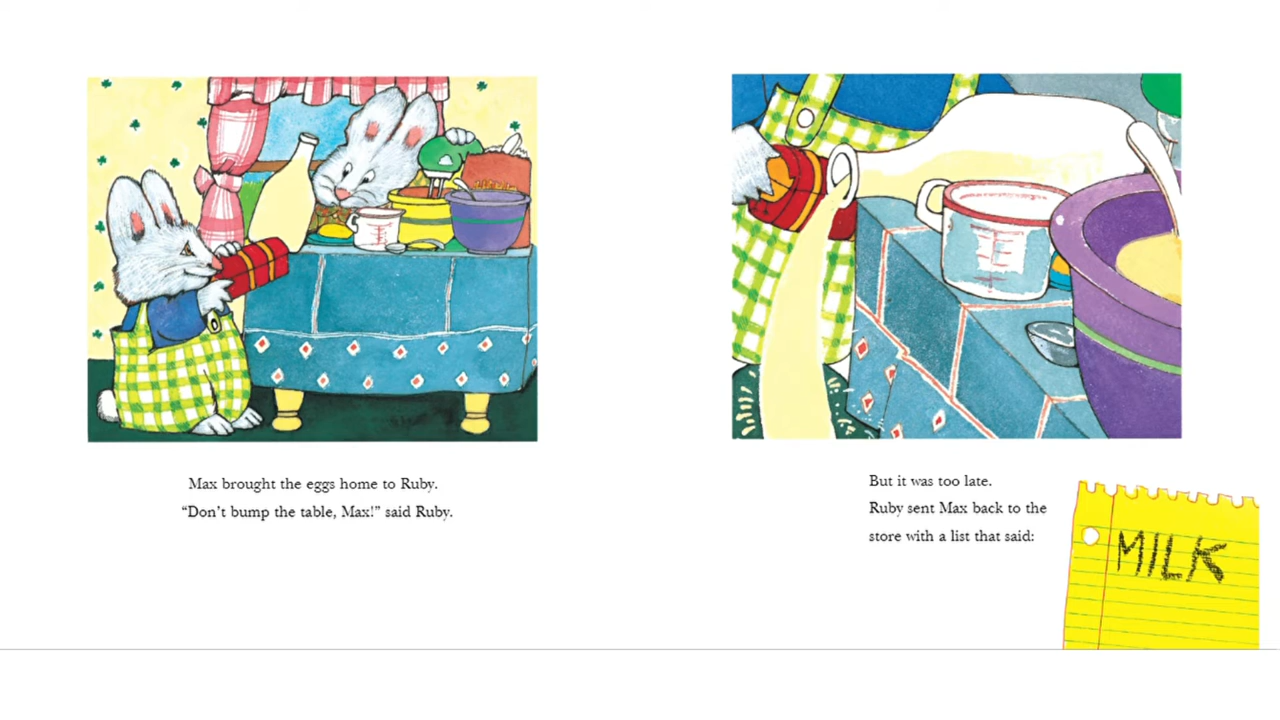 Max brought the eggs home to Ruby.
“Don’t bump the table, Max!” said Ruby.
But it was too late.
Ruby sent Max back to the
store with a list that said:
MILK